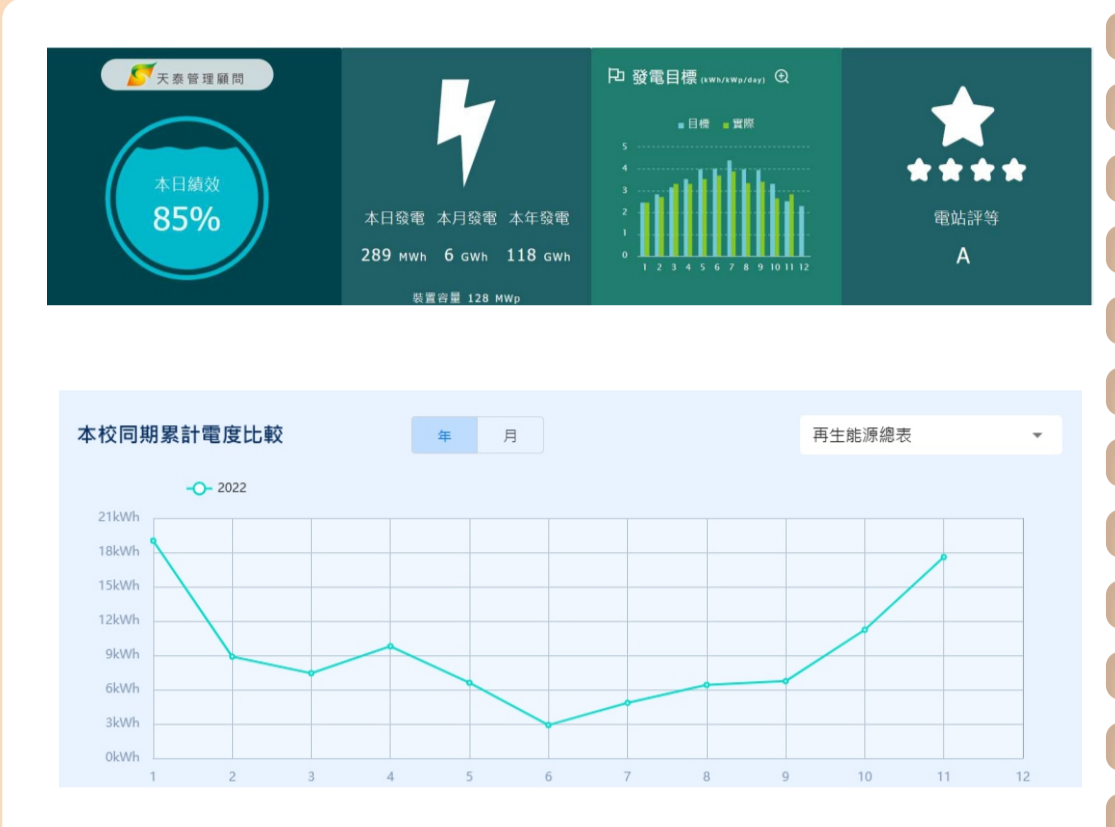 天泰管理顧問
本日績效
85%
本日發電 本月發電 本年發電
289 MWh 6 GWh 118 GWh
裝置容量 128 MWp
發電目標 (kWh/kWp/day)
目標 實際
5
4
3
2
1
0
1 2 3 4 5 6 7 8 9 10 11 12
電站評等
A
本校同期累計電度比較
年 月
再生能源總表
2022
21kWh
18kWh
15kWh
12kWh
9kWh
6kWh
3kWh
0kWh
1 2 3 4 5 6 7 8 9 10 11 12